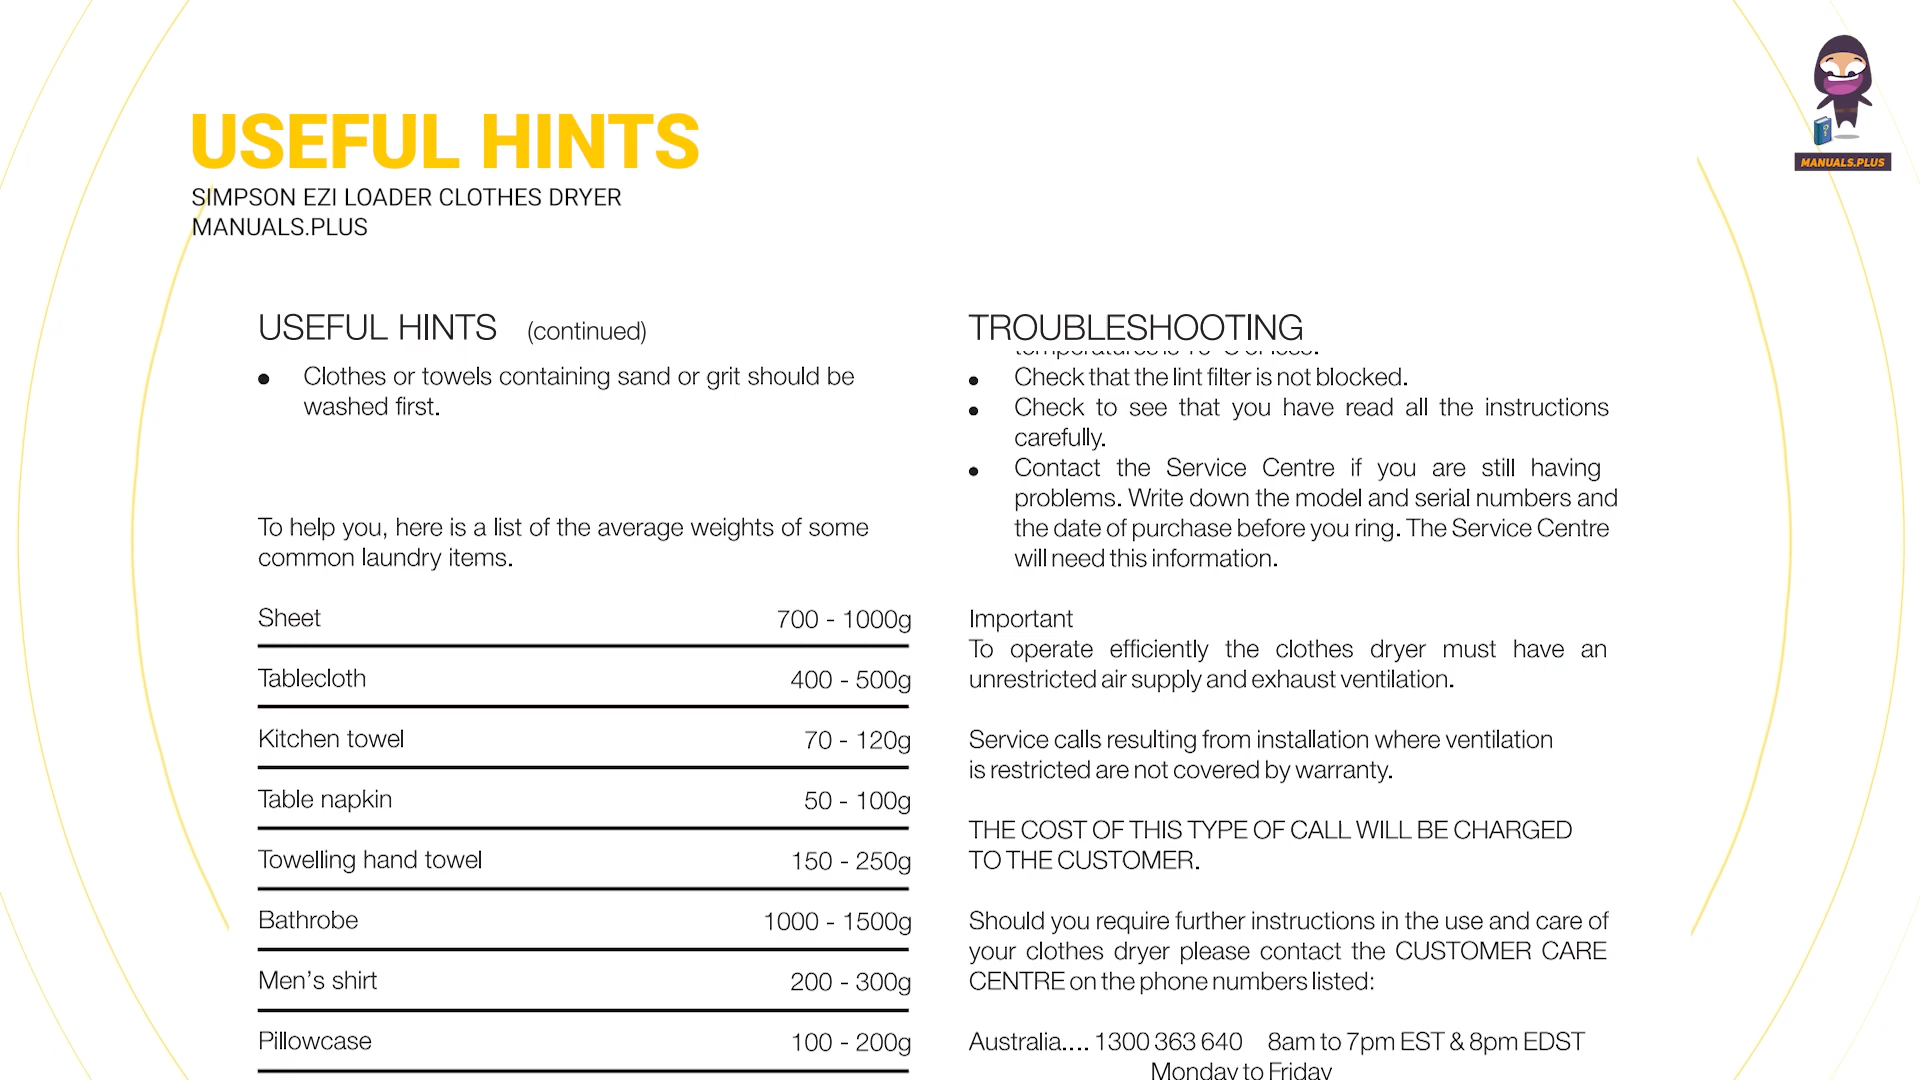 USEFUL HINTS
SIMPSON EZI LOADER CLOTHES DRYER
MANUALS.PLUS
MANUALS.PLUS
USEFUL HINTS (continued)
• Clothes or towels containing sand or grit should be
washed first.
To help you, here is a list of the average weights of some
common laundry items.
Sheet 700 - 1000g
Tablecloth 400 - 500g
Kitchen towel 70 - 120g
Table napkin 50 - 100g
Towelling hand towel 150 - 250g
Bathrobe 1000 - 1500g
Men’s shirt 200 - 300g
Pillowcase 100 - 200g
TROUBLESHOOTING
• Check that the lint filter is not blocked.
• Check to see that you have read all the instructions
carefully.
• Contact the Service Centre if you are still having
problems. Write down the model and serial numbers and
the date of purchase before you ring. The Service Centre
will need this information.
Important
To operate efficiently the clothes dryer must have an
unrestricted air supply and exhaust ventilation.
Service calls resulting from installation where ventilation
is restricted are not covered by warranty.
THE COST OF THIS TYPE OF CALL WILL BE CHARGED
TO THE CUSTOMER.
Should you require further instructions in the use and care of
your clothes dryer please contact the CUSTOMER CARE
CENTRE on the phone numbers listed:
Australia.... 1300 363 640 8am to 7pm EST & 8pm EDST
Monday to Friday